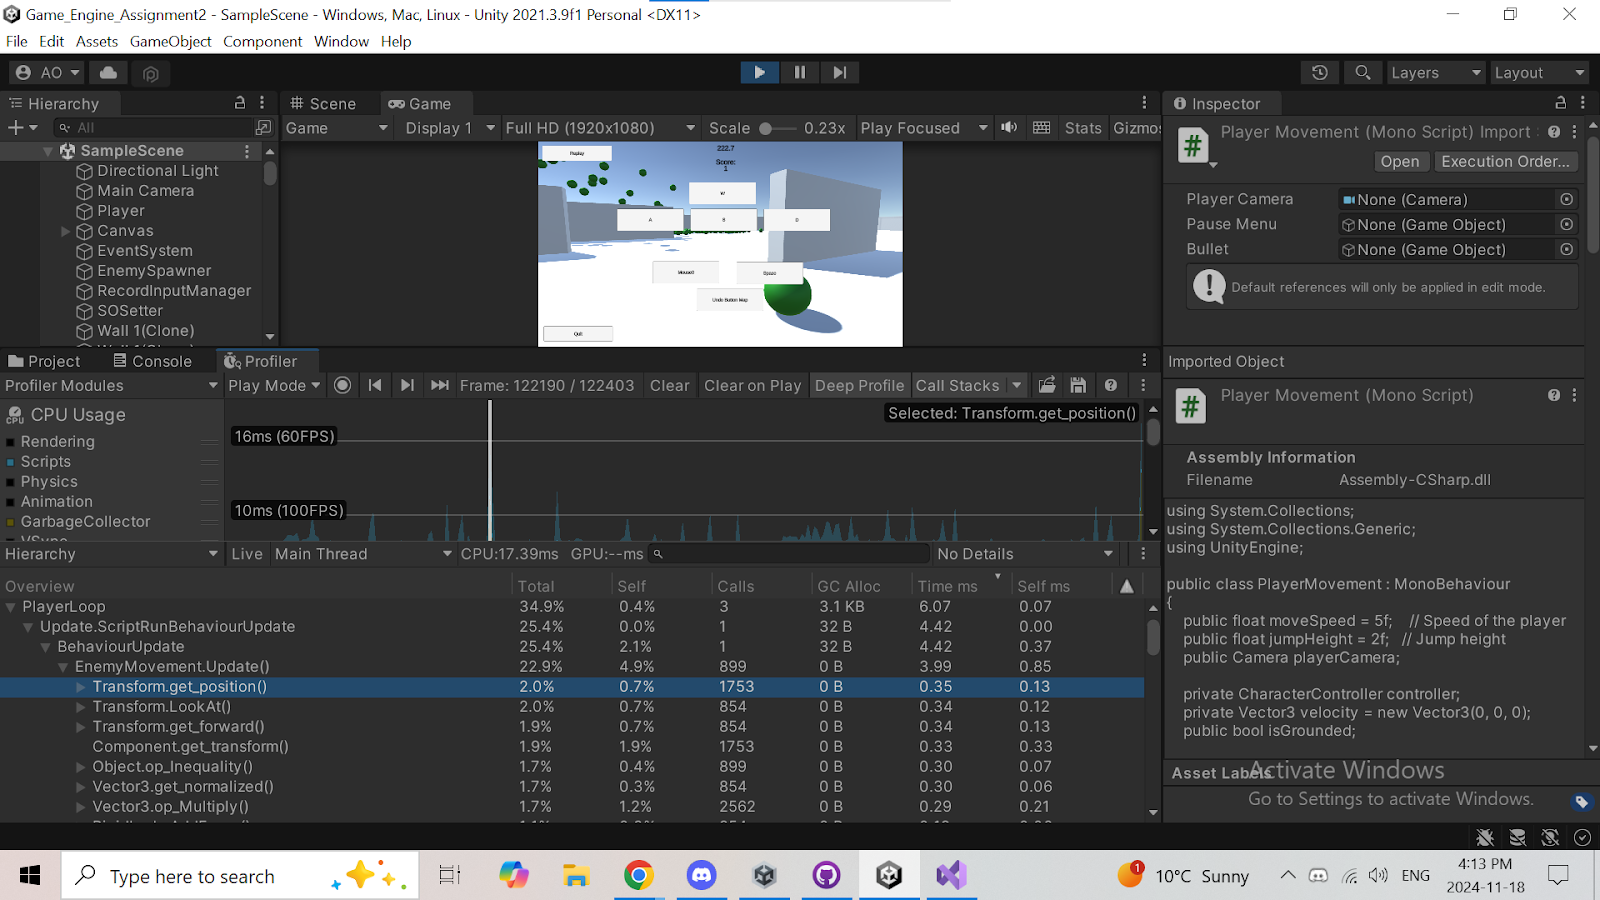 Game_Engine_Assignment2 - SampleScene - Windows, Mac, Linux - Unity 2021.3.9f1 Personal <DX11>
File Edit Assets GameObject Component Window Help
AO Layers Layout
Hierarchy Scene Game Inspector
All Game Display 1 Full HD (1920x1080) Scale 0.23x Play Focused Stats Gizmos
SampleScene
Directional Light
Main Camera
Player
Canvas
EventSystem
EnemySpawner
RecordInputManager
SOSetter
Wall 1(Clone)
Replay
222.7
Score:
1
W
A S D
Mouse0 Space
Undo Button Map
Quit
Player Movement (Mono Script) Import
Open Execution Order...
Player Camera None (Camera)
Pause Menu None (Game Object)
Bullet None (Game Object)
Default references will only be applied in edit mode.
Imported Object
Player Movement (Mono Script)
Assembly Information
Filename Assembly-CSharp.dll
using System.Collections;
using System.Collections.Generic;
using UnityEngine;
public class PlayerMovement : MonoBehaviour
{
public float moveSpeed = 5f; // Speed of the player
public float jumpHeight = 2f; // Jump height
public Camera playerCamera;
private CharacterController controller;
private Vector3 velocity = new Vector3(0, 0, 0);
public bool isGrounded;
Asset Labels
Activate Windows
Go to Settings to activate Windows.
Project Console Profiler
Profiler Modules Play Mode Frame: 122190 / 122403 Clear Clear on Play Deep Profile Call Stacks
CPU Usage
Rendering
Scripts
Physics
Animation
GarbageCollector
VSync
Selected: Transform.get_position()
16ms (60FPS)
10ms (100FPS)
Hierarchy Live Main Thread CPU:17.39ms GPU:--ms No Details
Overview Total Self Calls GC Alloc Time ms Self ms
PlayerLoop 34.9% 0.4% 3 3.1 KB 6.07 0.07
Update.ScriptRunBehaviourUpdate 25.4% 0.0% 1 32 B 4.42 0.00
BehaviourUpdate 25.4% 2.1% 1 32 B 4.42 0.37
EnemyMovement.Update() 22.9% 4.9% 899 0 B 3.99 0.85
Transform.get_position() 2.0% 0.7% 1753 0 B 0.35 0.13
Transform.LookAt() 2.0% 0.7% 854 0 B 0.34 0.12
Transform.get_forward() 1.9% 0.7% 854 0 B 0.34 0.13
Component.get_transform() 1.9% 1.9% 1753 0 B 0.33 0.33
Object.op_Inequality() 1.7% 0.4% 899 0 B 0.30 0.07
Vector3.get_normalized() 1.7% 0.3% 854 0 B 0.30 0.06
Vector3.op_Multiply() 1.7% 1.2% 2562 0 B 0.29 0.21
Type here to search
1
10°C Sunny
ENG
4:13 PM
2024-11-18